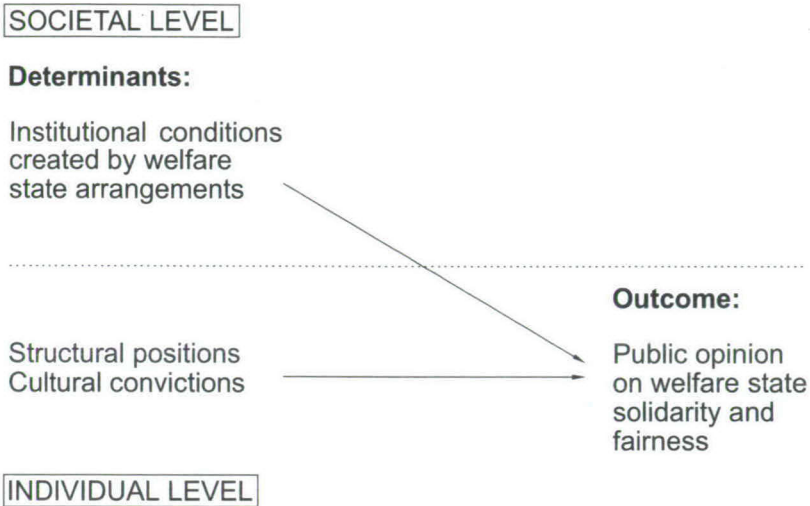 SOCIETAL LEVEL
Determinants:
Institutional conditions
created by welfare
state arrangements
Outcome:
Structural positions
Cultural convictions
Public opinion
on welfare state
solidarity and
fairness
INDIVIDUAL LEVEL